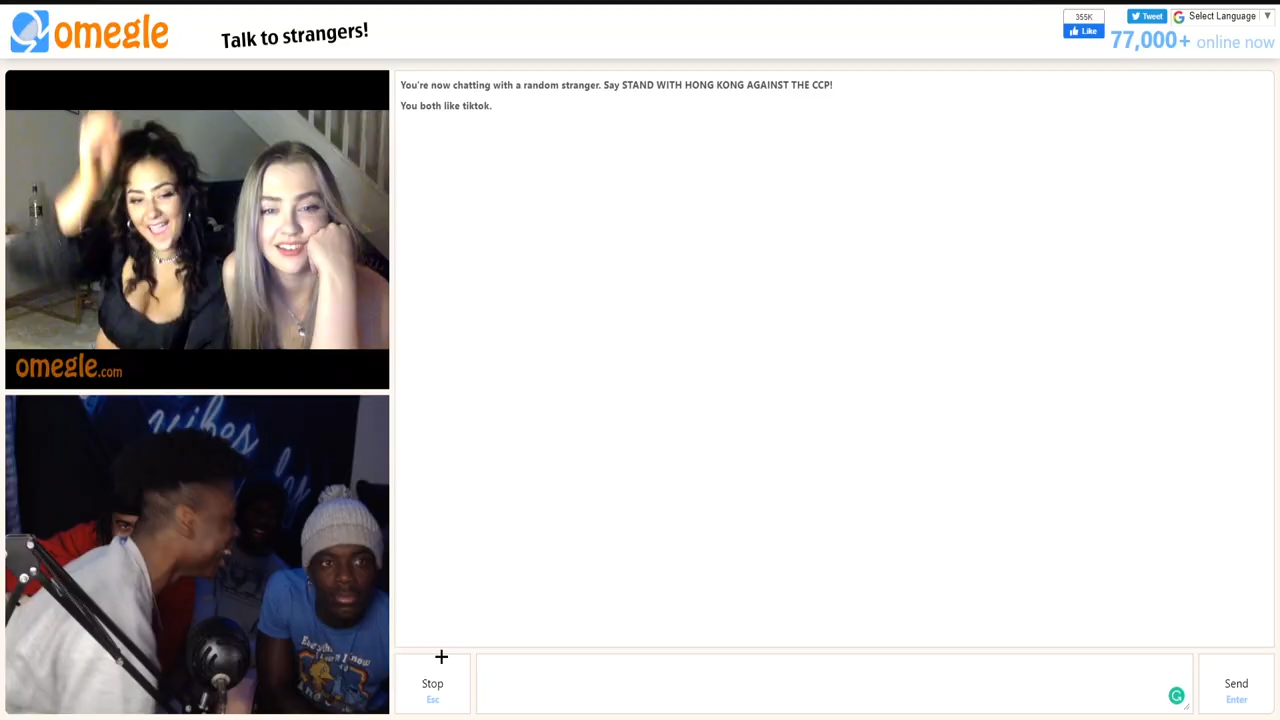 omegle
Talk to strangers!
355K
Like
Tweet
Select Language
77,000+ online now
You're now chatting with a random stranger. Say STAND WITH HONG KONG AGAINST THE CCP!
You both like tiktok.
omegle.com
vibes
Stop
Esc
Send
Enter